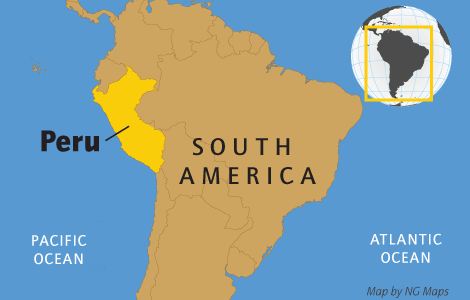 Peru
SOUTH
AMERICA
PACIFIC
OCEAN
ATLANTIC
OCEAN
Map by NG Maps